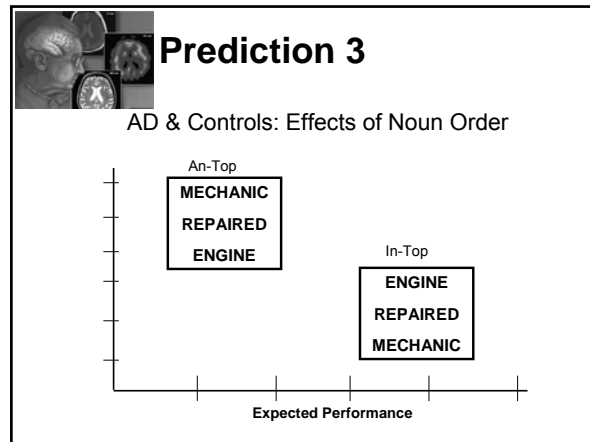 Prediction 3
AD & Controls: Effects of Noun Order
An-Top
MECHANIC
REPAIRED
ENGINE
In-Top
ENGINE
REPAIRED
MECHANIC
Expected Performance